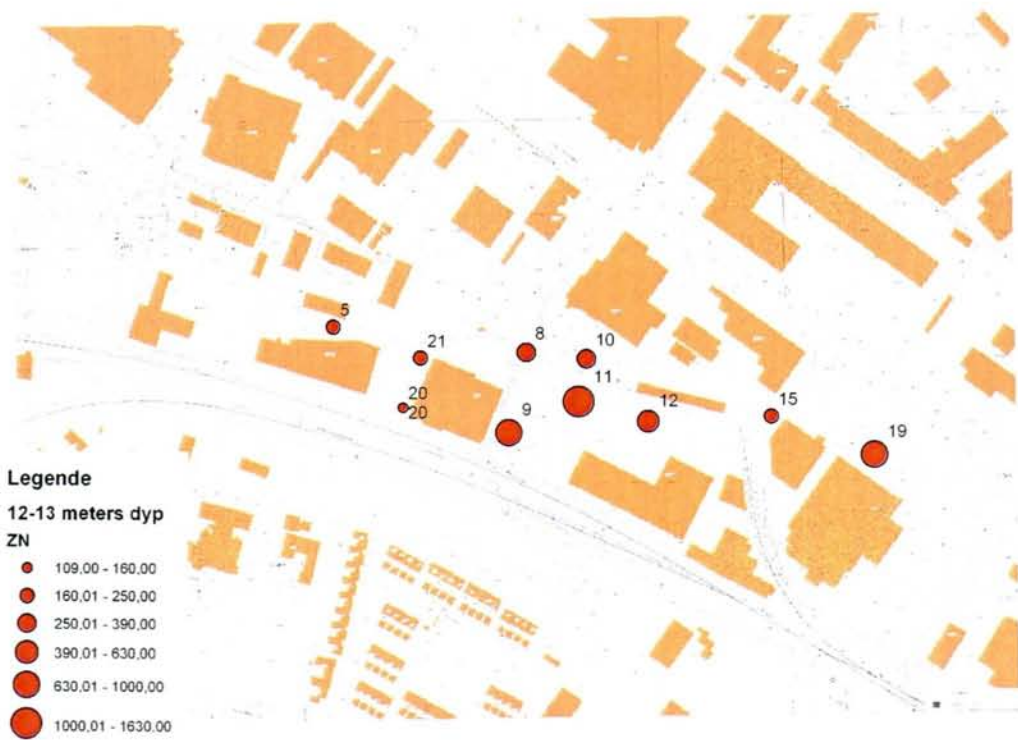 5
21
8
10
20
20
11
9
12
15
19
Legende
12-13 meters dyp
ZN
109,00 - 160,00
160,01 - 250,00
250,01 - 390,00
390,01 - 630,00
630,01 - 1000,00
1000,01 - 1630,00